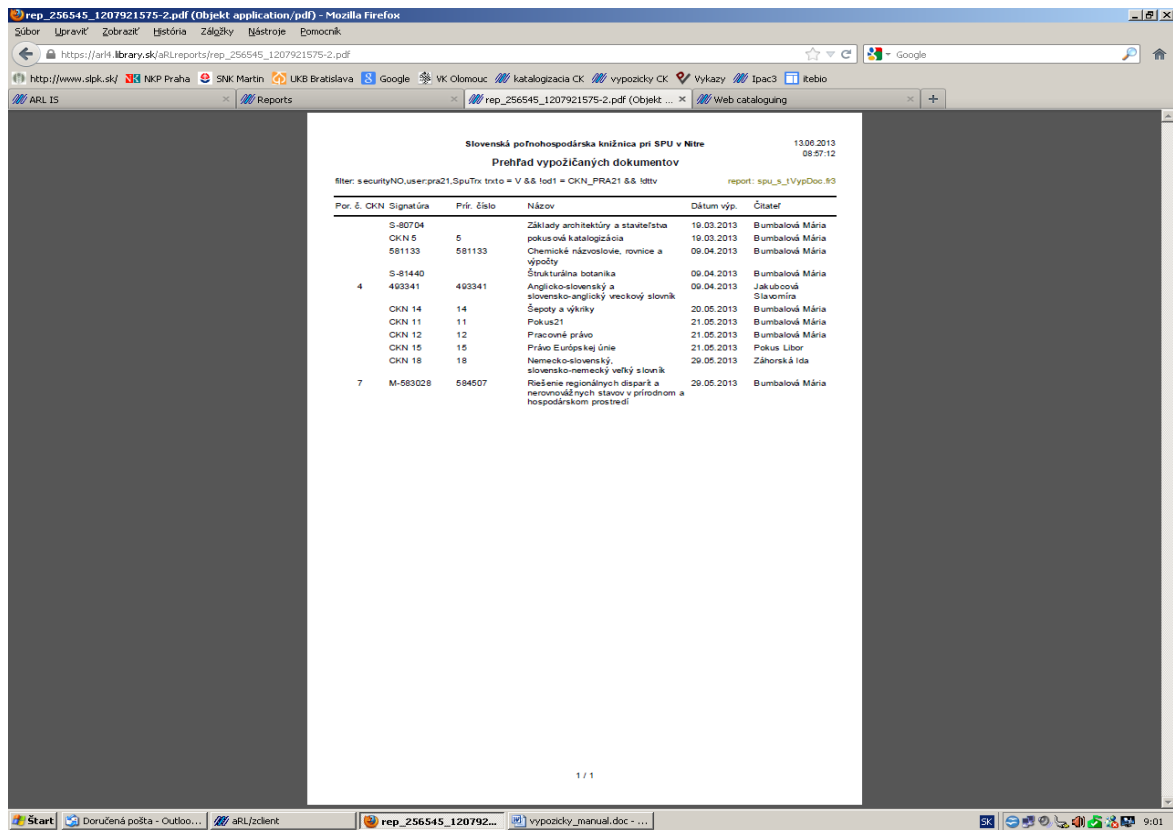 rep_256545_1207921575-2.pdf (Objekt application/pdf) - Mozilla Firefox
Súbor Upraviť Zobraziť História Záložky Nástroje Pomocník
https://arl4.library.sk/aRLreports/rep_256545_1207921575-2.pdf Google
http://www.slpk.sk/ NKP Praha SNK Martin UKB Bratislava Google VK Olomouc katalogizacia CK vypozicky CK Vykazy Ipac3 itebio
ARL IS Reports rep_256545_1207921575-2.pdf (Objekt ... Web cataloguing
Slovenská poľnohospodárska knižnica pri SPU v Nitre 13.06.2013
08:57:12
Prehľad vypožičaných dokumentov
filter: securityNO,user:pra21,SpuTrx trxto = V && !od1 = CKN_PRA21 && !dttv report: spu_s_tVypDoc.fr3
Por. č. CKN Signatúra Prír. číslo Názov Dátum výp. Čitateľ
S-80704 Základy architektúry a staviteľstva 19.03.2013 Bumbalová Mária
CKN 5 5 pokusová katalogizácia 19.03.2013 Bumbalová Mária
581133 581133 Chemické názvoslovie, rovnice a 09.04.2013 Bumbalová Mária
výpočty
S-81440 Štrukturálna botanika 09.04.2013 Bumbalová Mária
4 493341 493341 Anglicko-slovenský a 09.04.2013 Jakubcová
slovensko-anglický vreckový slovník Slavomíra
CKN 14 14 Šepoty a výkriky 20.05.2013 Bumbalová Mária
CKN 11 11 Pokus21 21.05.2013 Bumbalová Mária
CKN 12 12 Pracovné právo 21.05.2013 Bumbalová Mária
CKN 15 15 Právo Európskej únie 21.05.2013 Pokus Libor
CKN 18 18 Nemecko-slovenský, 29.05.2013 Záhorská Ida
slovensko-nemecký veľký slovník
7 M-583028 584507 Riešenie regionálnych disparít a 29.05.2013 Bumbalová Mária
nerovnovážnych stavov v prírodnom a
hospodárskom prostredí
1 / 1
Štart Doručená pošta - Outloo... aRL/zclient rep_256545_120792... vypozicky_manual.doc - ... SK 9:01